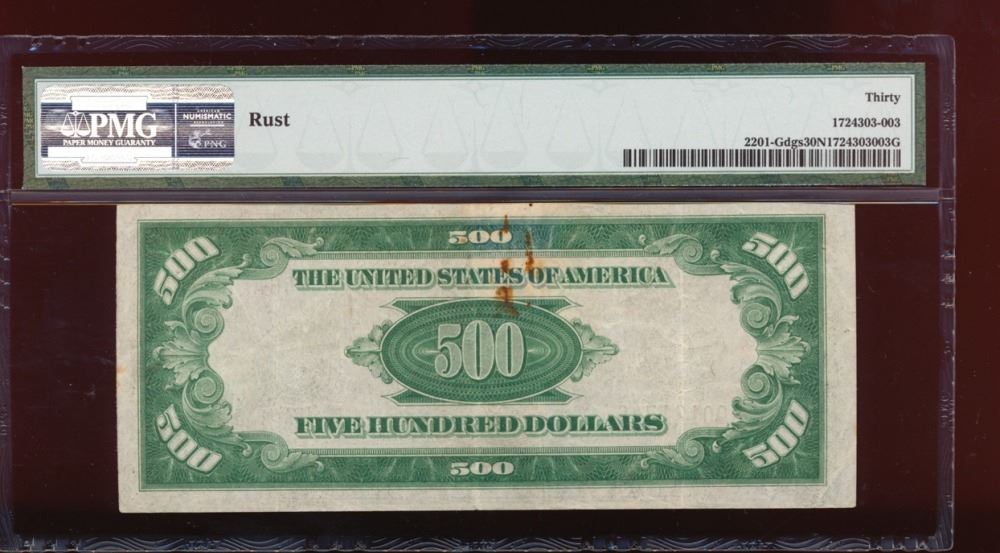 PMG
PAPER MONEY GUARANTY
AMERICAN
NUMISMATIC
ASSOCIATION
PNG
Rust
Thirty
1724303-003
2201-Gdgs30N1724303003G
500
500
500
THE UNITED STATES OF AMERICA
500
FIVE HUNDRED DOLLARS
500
500
500